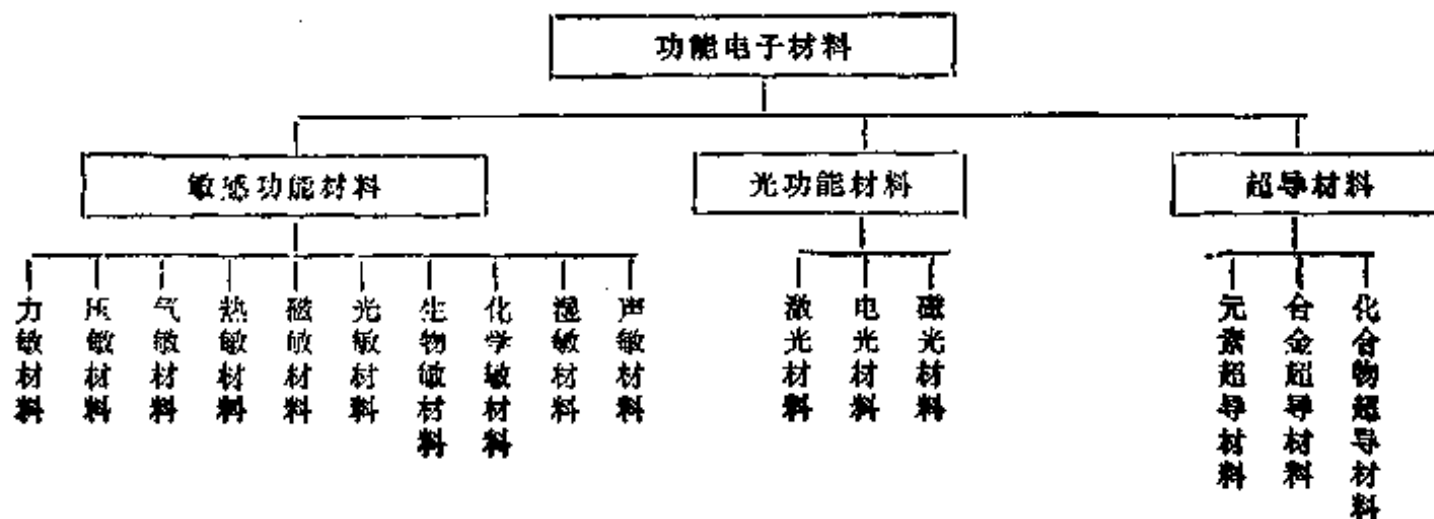 功能电子材料
敏感功能材料
光功能材料
超导材料
力敏材料
压敏材料
气敏材料
热敏材料
磁敏材料
光敏材料
生物敏材料
化学敏材料
湿敏材料
声敏材料
激光材料
电光材料
磁光材料
元素超导材料
合金超导材料
化合物超导材料